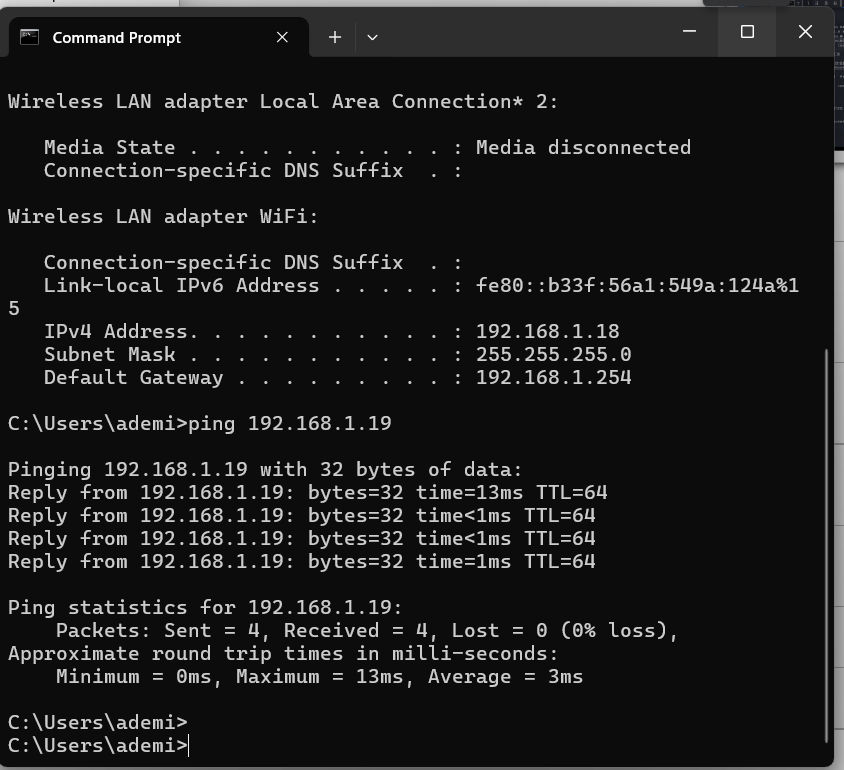 Command Prompt
Wireless LAN adapter Local Area Connection* 2:
Media State . . . . . . . . . . . : Media disconnected
Connection-specific DNS Suffix  . :
Wireless LAN adapter WiFi:
Connection-specific DNS Suffix  . :
Link-local IPv6 Address . . . . . : fe80::b33f:56a1:549a:124a%1
5
IPv4 Address. . . . . . . . . . . : 192.168.1.18
Subnet Mask . . . . . . . . . . . : 255.255.255.0
Default Gateway . . . . . . . . . : 192.168.1.254
C:\Users\ademi>ping 192.168.1.19
Pinging 192.168.1.19 with 32 bytes of data:
Reply from 192.168.1.19: bytes=32 time=13ms TTL=64
Reply from 192.168.1.19: bytes=32 time<1ms TTL=64
Reply from 192.168.1.19: bytes=32 time<1ms TTL=64
Reply from 192.168.1.19: bytes=32 time=1ms TTL=64
Ping statistics for 192.168.1.19:
Packets: Sent = 4, Received = 4, Lost = 0 (0% loss),
Approximate round trip times in milli-seconds:
Minimum = 0ms, Maximum = 13ms, Average = 3ms
C:\Users\ademi>
C:\Users\ademi>